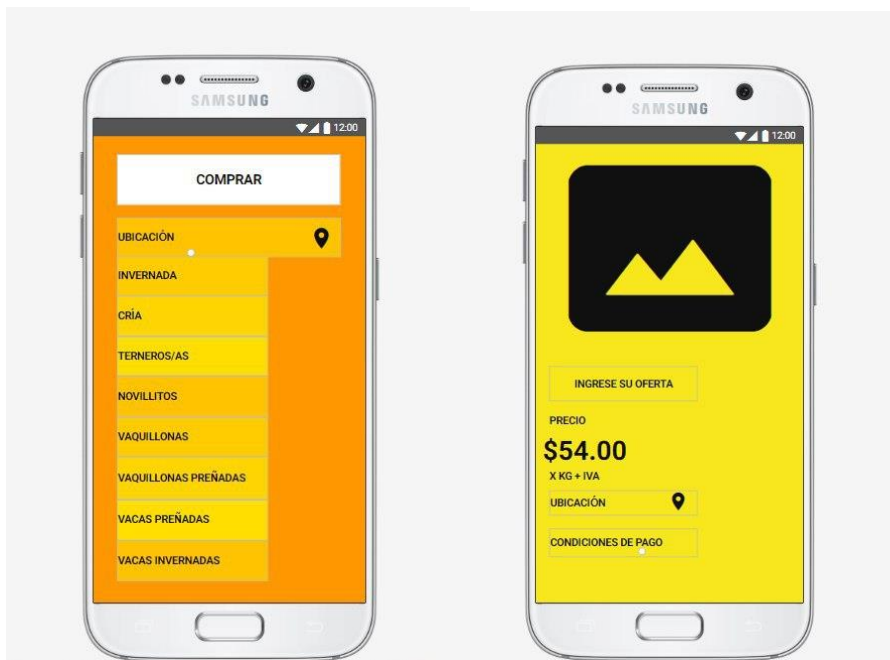 SAMSUNG
12:00
COMPRAR
UBICACIÓN
INVERNADA
CRÍA
TERNEROS/AS
NOVILLITOS
VAQUILLONAS
VAQUILLONAS PREÑADAS
VACAS PREÑADAS
VACAS INVERNADAS
SAMSUNG
12:00
INGRESE SU OFERTA
PRECIO
$54.00
X KG + IVA
UBICACIÓN
CONDICIONES DE PAGO